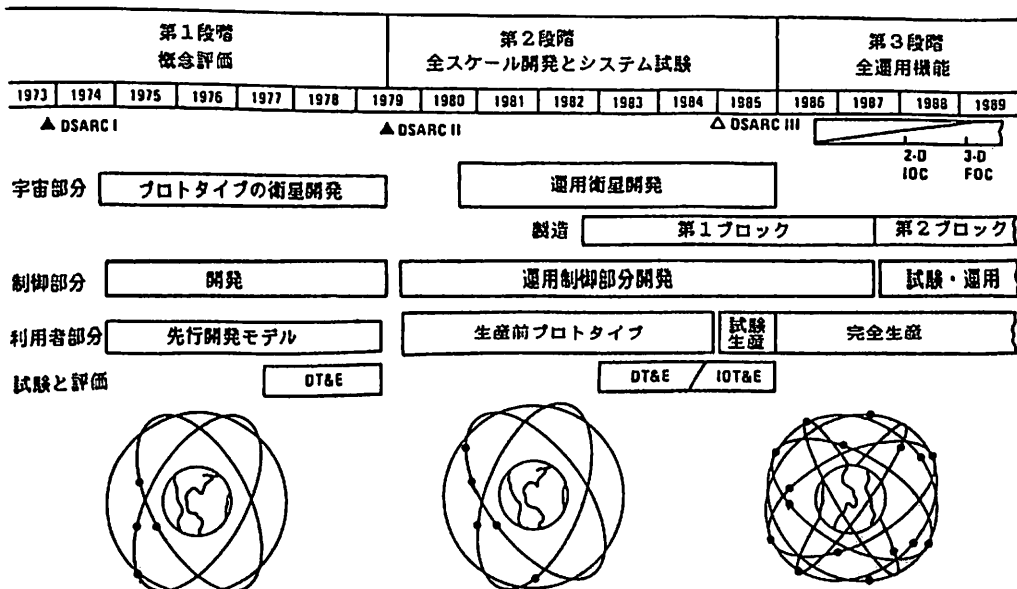 第1段階
概念評価
第2段階
全スケール開発とシステム試験
第3段階
全運用機能
1973 1974 1975 1976 1977 1978 1979 1980 1981 1982 1983 1984 1985 1986 1987 1988 1989
▲ DSARC I
▲ DSARC II
△ DSARC III
2-D
IOC
3-D
FOC
宇宙部分
プロトタイプの衛星開発
運用衛星開発
製造
第1ブロック
第2ブロック
制御部分
開発
運用制御部分開発
試験・運用
利用者部分
先行開発モデル
生産前プロトタイプ
試験
生産
完全生産
試験と評価
DT&E
DT&E / IOT&E